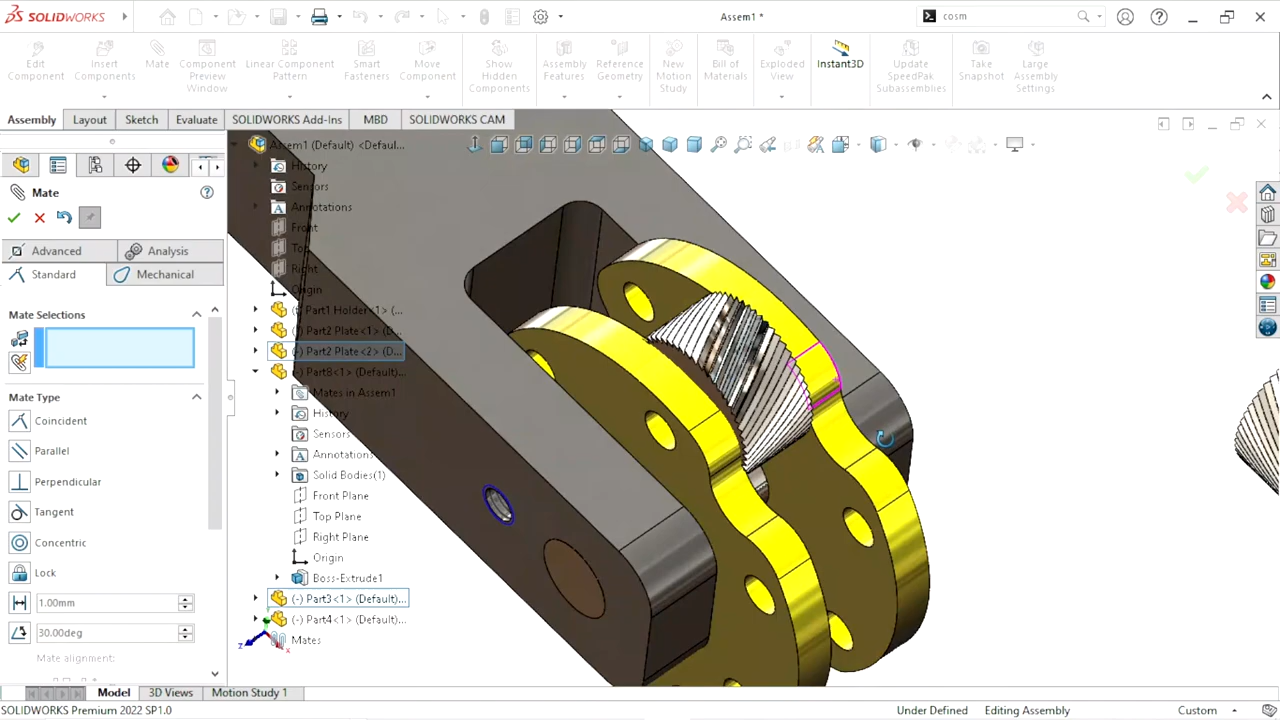 SOLIDWORKS
Assem1 *
cosm
Edit Component
Insert Components
Mate
Component Preview Window
Linear Component Pattern
Smart Fasteners
Move Component
Show Hidden Components
Assembly Features
Reference Geometry
New Motion Study
Bill of Materials
Exploded View
Instant3D
Update SpeedPak Subassemblies
Take Snapshot
Large Assembly Settings
Assembly
Layout
Sketch
Evaluate
SOLIDWORKS Add-Ins
MBD
SOLIDWORKS CAM
Mate
Advanced
Analysis
Standard
Mechanical
Mate Selections
Mate Type
Coincident
Parallel
Perpendicular
Tangent
Concentric
Lock
1.00mm
30.00deg
Mate alignment:
Assem1 (Default) <Defaul...
History
Sensors
Annotations
Front
Top
Right
Origin
(f) Part1 Holder<1> (...
Part2 Plate<1> (D...
(-) Part2 Plate<2> (D...
(-) Part8<1> (Default)...
Mates in Assem1
History
Sensors
Annotations
Solid Bodies(1)
Front Plane
Top Plane
Right Plane
Origin
Boss-Extrude1
(-) Part3<1> (Default)...
(-) Part4<1> (Default)...
Mates
z
x
Model
3D Views
Motion Study 1
SOLIDWORKS Premium 2022 SP1.0
Under Defined
Editing Assembly
Custom